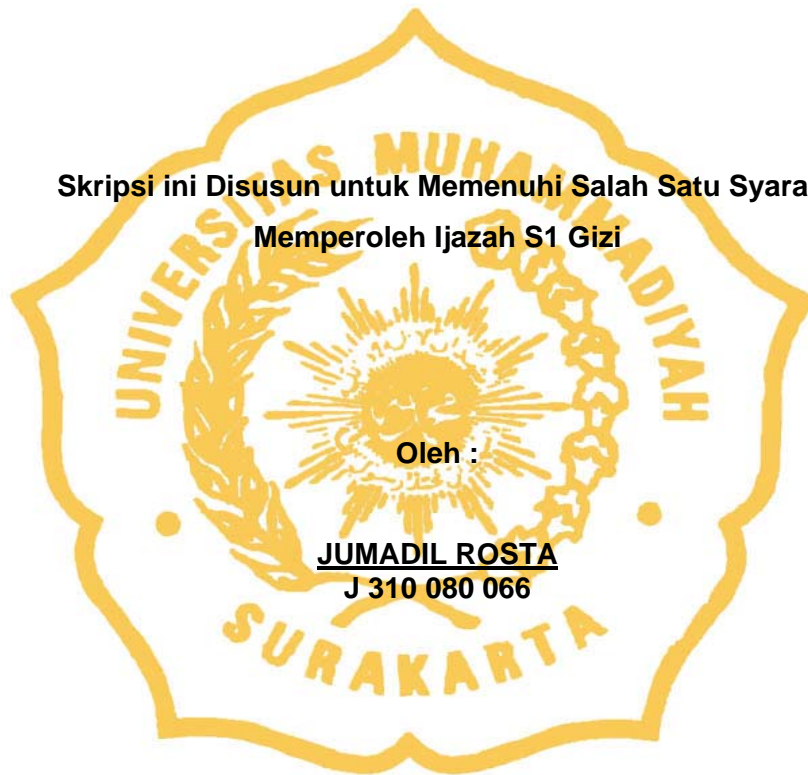 UNIVERSITAS MUHAMMADIYAH
Skripsi ini Disusun untuk Memenuhi Salah Satu Syara
Memperoleh Ijazah S1 Gizi
Oleh :
JUMADIL ROSTA
J 310 080 066
SURAKARTA